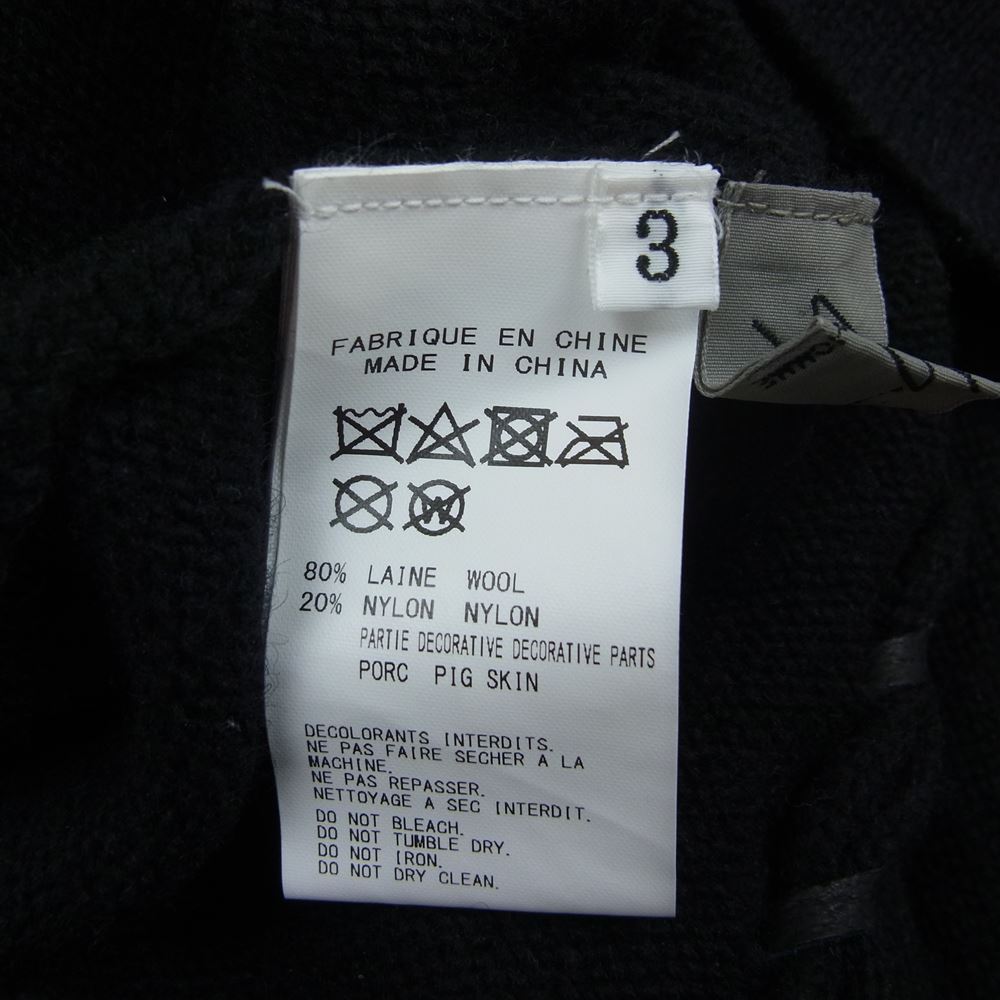 3
FABRIQUE EN CHINE
MADE IN CHINA
W
80% LAINE WOOL
20% NYLON NYLON
PARTIE DECORATIVE DECORATIVE PARTS
PORC PIG SKIN
DECOLORANTS INTERDITS.
NE PAS FAIRE SECHER A LA
MACHINE.
NE PAS REPASSER.
NETTOYAGE A SEC INTERDIT.
DO NOT BLEACH.
DO NOT TUMBLE DRY.
DO NOT IRON.
DO NOT DRY CLEAN.